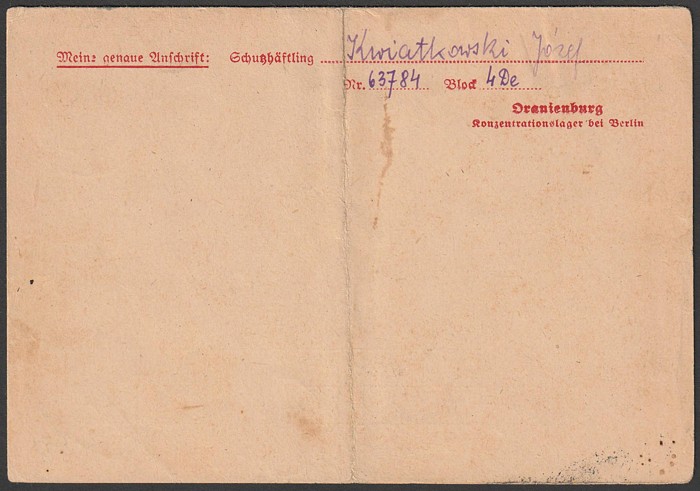 Meine genaue Anschrift: Schutzhäftling Kwiatkowski Józef
Nr. 63784 Block 4De
Oranienburg
Konzentrationslager bei Berlin